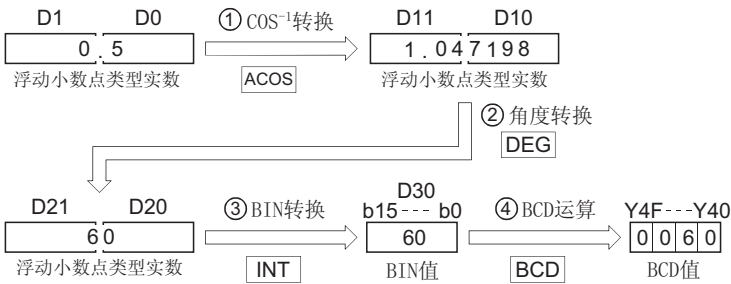 D1 D0 ①COS⁻¹转换 D11 D10
0.5 1.047198
浮动小数点类型实数 ACOS 浮动小数点类型实数
②角度转换
DEG
D21 D20 ③BIN转换 D30 ④BCD运算
b15---b0 Y4F---Y40
60 60 0 0 6 0
浮动小数点类型实数 INT BIN值 BCD BCD值